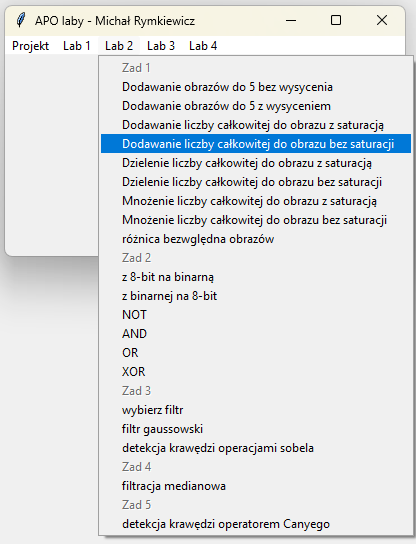 APO laby - Michał Rymkiewicz
Projekt Lab 1 Lab 2 Lab 3 Lab 4
Zad 1
Dodawanie obrazów do 5 bez wysycenia
Dodawanie obrazów do 5 z wysyceniem
Dodawanie liczby całkowitej do obrazu z saturacją
Dodawanie liczby całkowitej do obrazu bez saturacji
Dzielenie liczby całkowitej do obrazu z saturacją
Dzielenie liczby całkowitej do obrazu bez saturacji
Mnożenie liczby całkowitej do obrazu z saturacją
Mnożenie liczby całkowitej do obrazu bez saturacji
różnica bezwględna obrazów
Zad 2
z 8-bit na binarną
z binarnej na 8-bit
NOT
AND
OR
XOR
Zad 3
wybierz filtr
filtr gaussowski
detekcja krawędzi operacjami sobela
Zad 4
filtracja medianowa
Zad 5
detekcja krawędzi operatorem Canyego